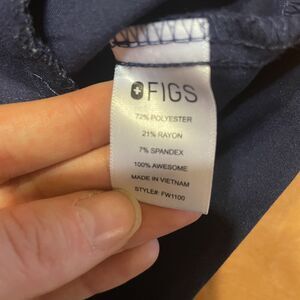 FIGS
72% POLYESTER
21% RAYON
7% SPANDEX
100% AWESOME
MADE IN VIETNAM
STYLE#: FW1100